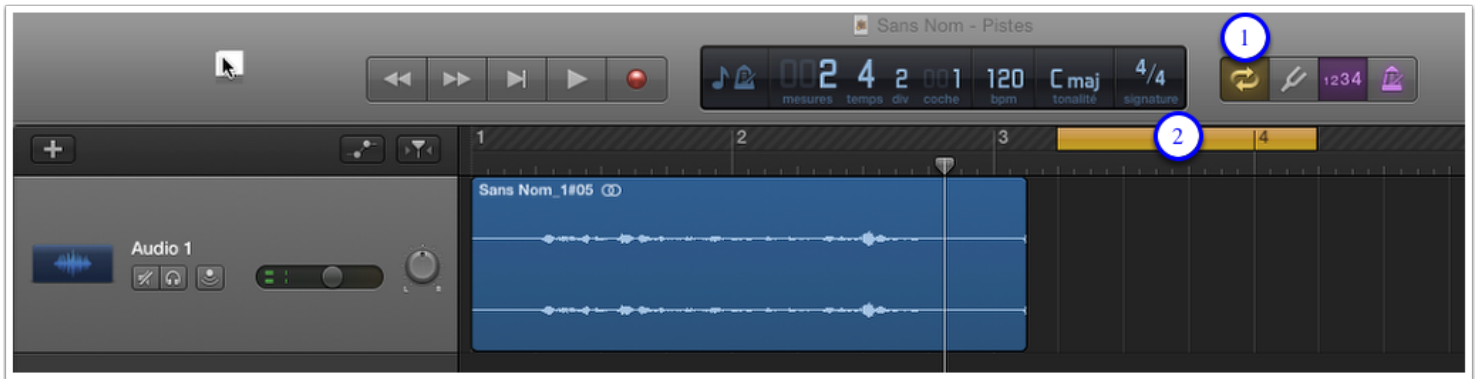 Sans Nom - Pistes
1
002 4 2 001 120 C maj 4/4
mesures temps div coche bpm tonalité signature
1234
1 2 3 2 4
Sans Nom_1#05
Audio 1
L R